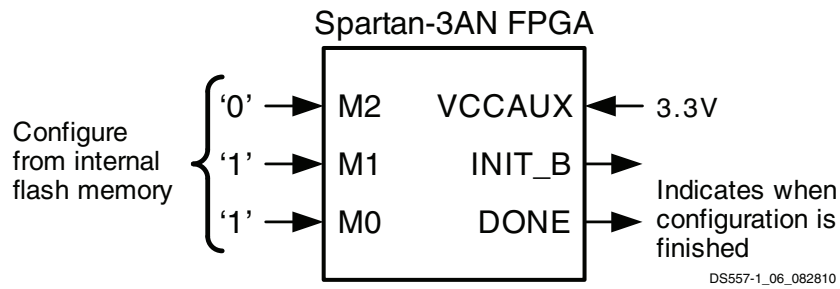 Spartan-3AN FPGA
Configure
from internal
flash memory
‘0’
‘1’
‘1’
M2
M1
M0
VCCAUX
INIT_B
DONE
3.3V
Indicates when
configuration is
finished
DS557-1_06_082810